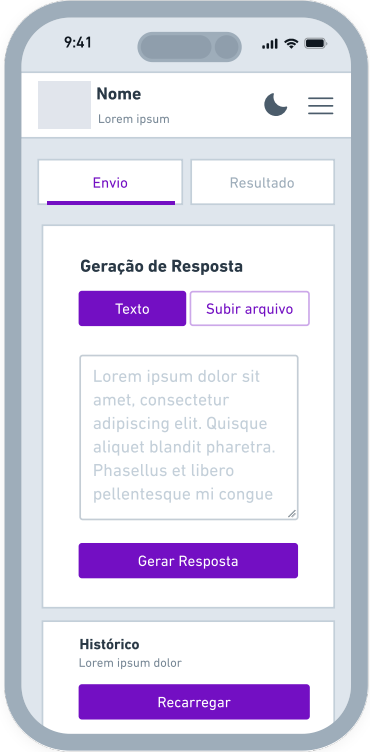 9:41
Nome
Lorem ipsum
Envio
Resultado
Geração de Resposta
Texto
Subir arquivo
Lorem ipsum dolor sit
amet, consectetur
adipiscing elit. Quisque
aliquet blandit pharetra.
Phasellus et libero
pellentesque mi congue
Gerar Resposta
Histórico
Lorem ipsum dolor
Recarregar